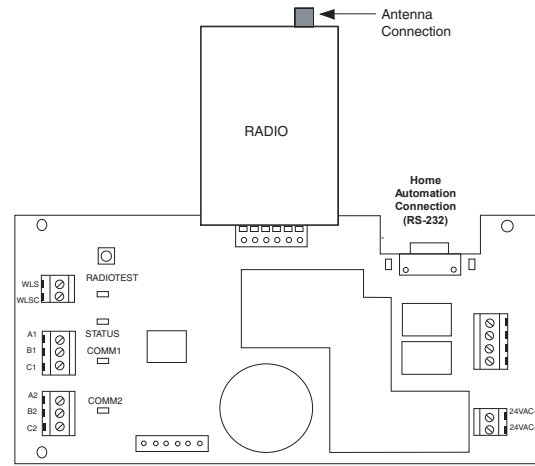 Antenna
Connection
RADIO
Home
Automation
Connection
(RS-232)
RADIOTEST
WLS
WLSC
STATUS
A1
B1
COMM1
C1
A2
COMM2
B2
C2
24VAC-
24VAC-